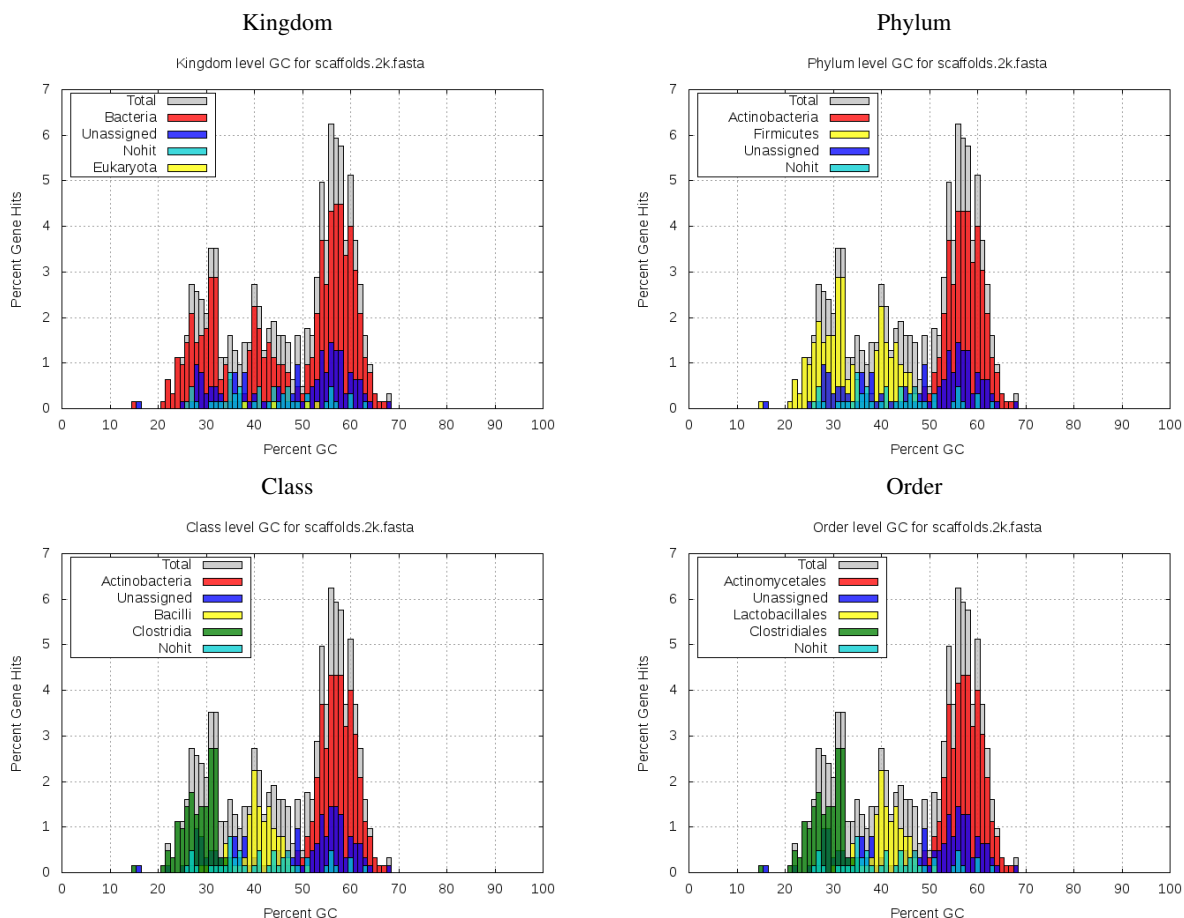 Kingdom
Kingdom level GC for scaffolds.2k.fasta
Percent Gene Hits
7
6
5
4
3
2
1
0
Total
Bacteria
Unassigned
Nohit
Eukaryota
0 10 20 30 40 50 60 70 80 90 100
Percent GC
Phylum
Phylum level GC for scaffolds.2k.fasta
Percent Gene Hits
7
6
5
4
3
2
1
0
Total
Actinobacteria
Firmicutes
Unassigned
Nohit
0 10 20 30 40 50 60 70 80 90 100
Percent GC
Class
Class level GC for scaffolds.2k.fasta
Percent Gene Hits
7
6
5
4
3
2
1
0
Total
Actinobacteria
Unassigned
Bacilli
Clostridia
Nohit
0 10 20 30 40 50 60 70 80 90 100
Percent GC
Order
Order level GC for scaffolds.2k.fasta
Percent Gene Hits
7
6
5
4
3
2
1
0
Total
Actinomycetales
Unassigned
Lactobacillales
Clostridiales
Nohit
0 10 20 30 40 50 60 70 80 90 100
Percent GC